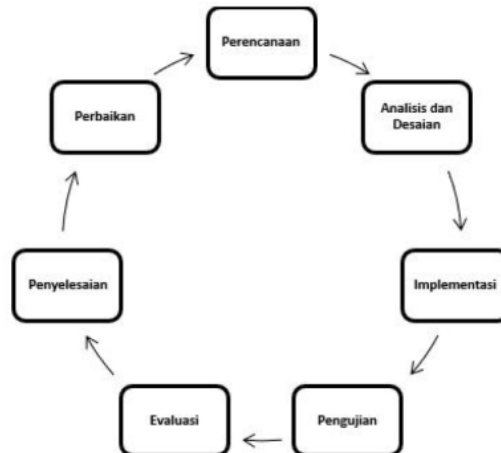 Perencanaan
Analisis dan
Desaian
Implementasi
Pengujian
Evaluasi
Penyelesaian
Perbaikan